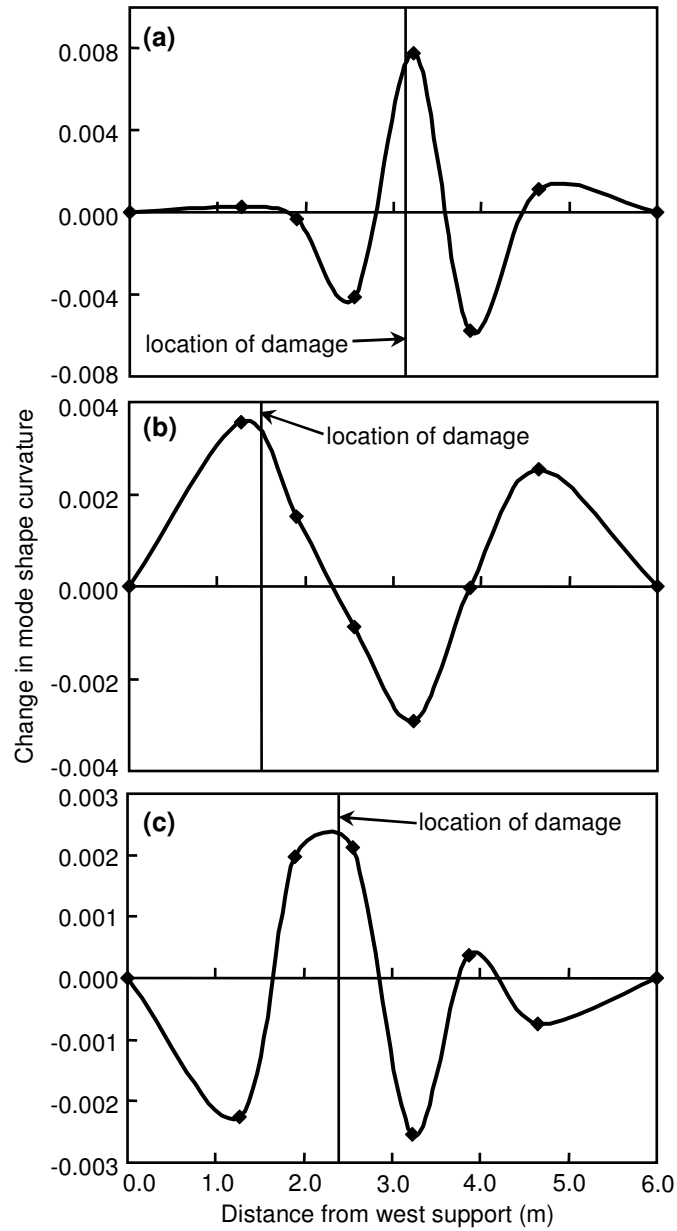 (a)
0.008
0.004
0.000
-0.004
-0.008
location of damage
(b)
0.004
0.002
0.000
-0.002
-0.004
location of damage
(c)
0.003
0.002
0.001
0.000
-0.001
-0.002
-0.003
location of damage
Change in mode shape curvature
0.0 1.0 2.0 3.0 4.0 5.0 6.0
Distance from west support (m)